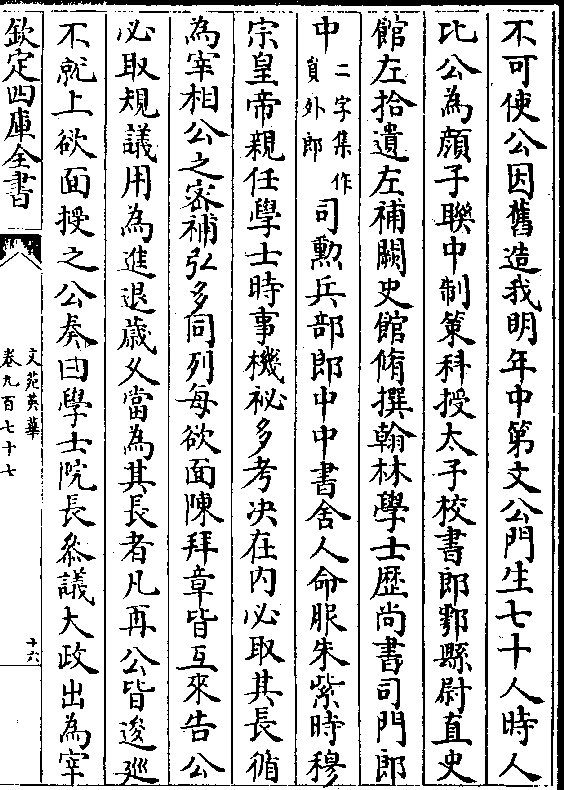 不可使公因舊造我明年中第文公門生七十人時人
比公為顔子聯中制䇿科授太子校書郎鄠縣尉直史
館左拾遺左補闕史館脩撰翰林學士歴尚書司門郎
中二字集作員外郎司勲兵部郎中中書舍人命服朱紫時穆
宗皇帝親任學士時事機祕多考決在内必取其長循
為宰相公之密補弘多同列每欲面陳拜章皆互來告公
必取規議用為進退歳久當為其長者凡再公皆逡廵
不就上欲面授之公奏曰學士院長叅議大政出為宰
欽定四庫全書
文苑英華
卷九百七十七
十六